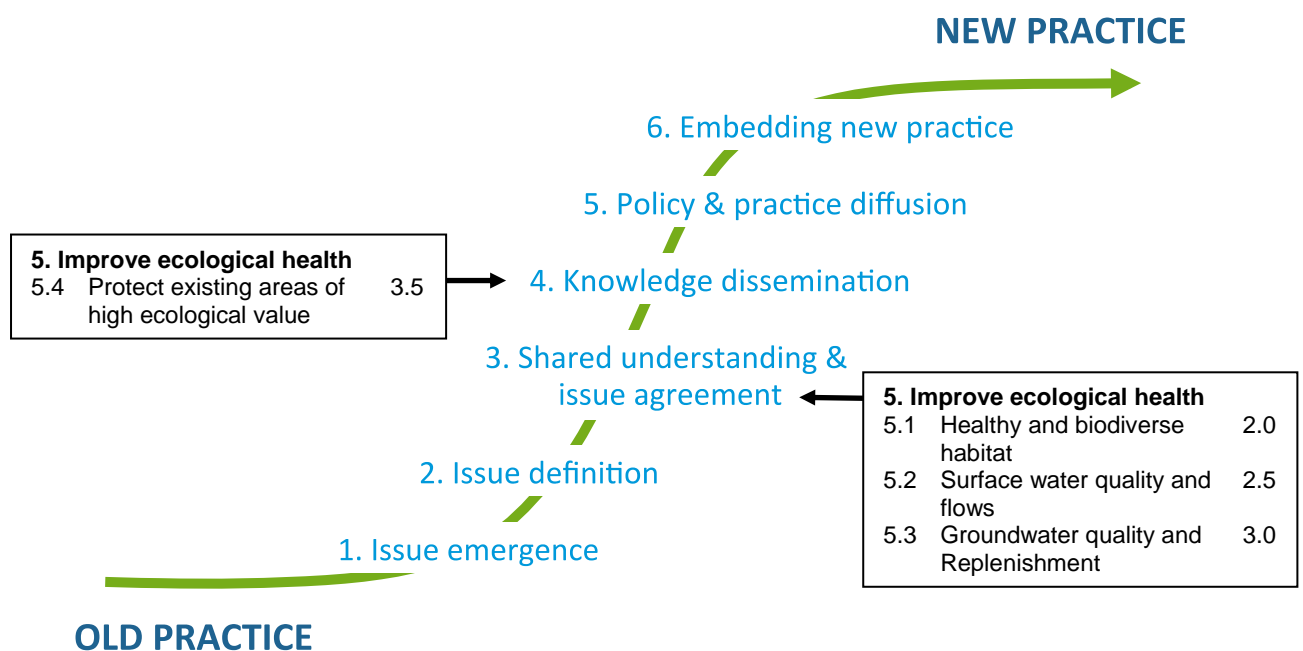 NEW PRACTICE
6. Embedding new practice
5. Policy & practice diffusion
5. Improve ecological health
5.4 Protect existing areas of 3.5
high ecological value
4. Knowledge dissemination
3. Shared understanding &
issue agreement
5. Improve ecological health
5.1 Healthy and biodiverse 2.0
habitat
5.2 Surface water quality and 2.5
flows
5.3 Groundwater quality and 3.0
Replenishment
2. Issue definition
1. Issue emergence
OLD PRACTICE